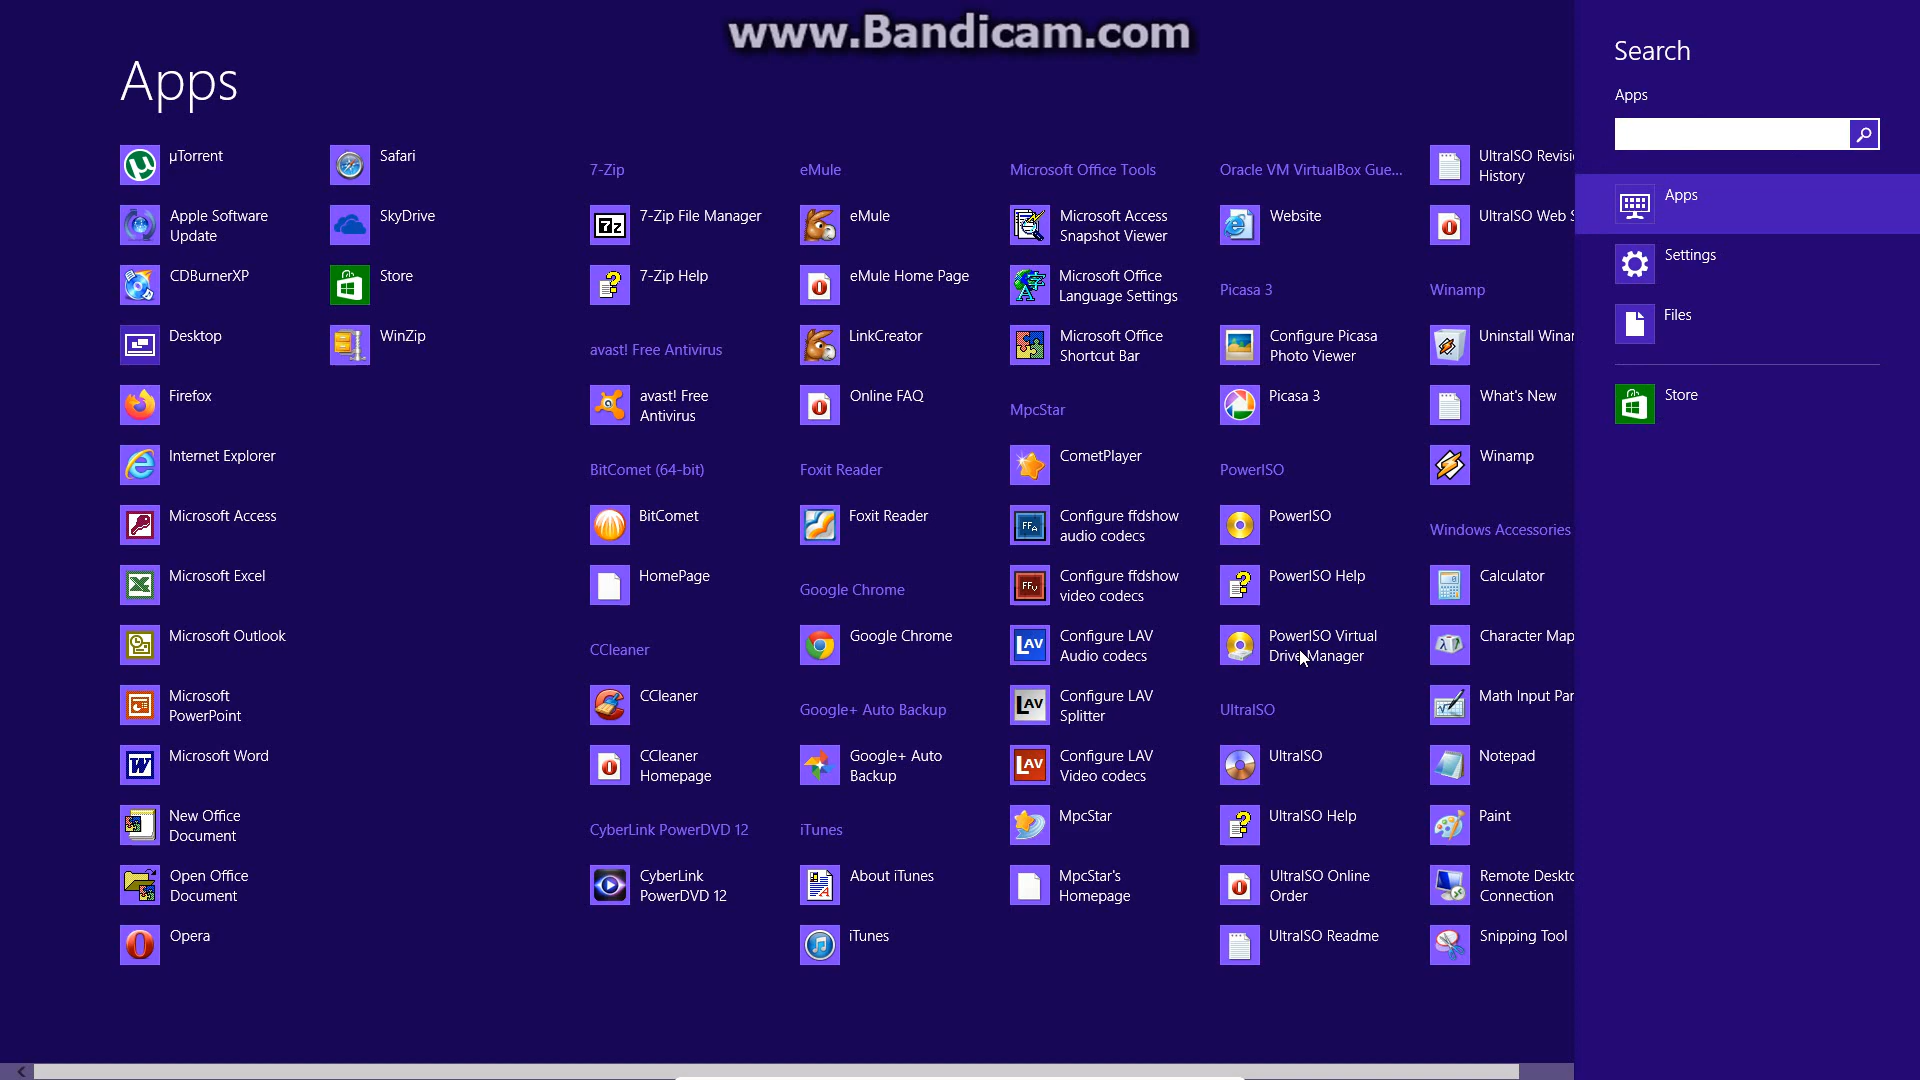 www.Bandicam.com
Apps
µTorrent
Apple Software
Update
CDBurnerXP
Desktop
Firefox
Internet Explorer
Microsoft Access
Microsoft Excel
Microsoft Outlook
Microsoft
PowerPoint
Microsoft Word
New Office
Document
Open Office
Document
Opera
Safari
SkyDrive
Store
WinZip
7-Zip
7-Zip File Manager
7-Zip Help
avast! Free Antivirus
avast! Free
Antivirus
BitComet (64-bit)
BitComet
HomePage
CCleaner
CCleaner
CCleaner
Homepage
CyberLink PowerDVD 12
CyberLink
PowerDVD 12
eMule
eMule
eMule Home Page
LinkCreator
Online FAQ
Foxit Reader
Foxit Reader
Google Chrome
Google Chrome
Google+ Auto Backup
Google+ Auto
Backup
iTunes
About iTunes
iTunes
Microsoft Office Tools
Microsoft Access
Snapshot Viewer
Microsoft Office
Language Settings
Microsoft Office
Shortcut Bar
MpcStar
CometPlayer
Configure ffdshow
audio codecs
Configure ffdshow
video codecs
Configure LAV
Audio codecs
Configure LAV
Splitter
Configure LAV
Video codecs
MpcStar
MpcStar's
Homepage
Oracle VM VirtualBox Gue...
Website
Picasa 3
Configure Picasa
Photo Viewer
Picasa 3
PowerISO
PowerISO
PowerISO Help
PowerISO Virtual
Drive Manager
UltraISO
UltraISO
UltraISO Help
UltraISO Online
Order
UltraISO Readme
UltraISO Revisi
History
UltraISO Web S
Winamp
Uninstall Winar
What's New
Winamp
Windows Accessories
Calculator
Character Map
Math Input Par
Notepad
Paint
Remote Deskto
Connection
Snipping Tool
Search
Apps
Apps
Settings
Files
Store